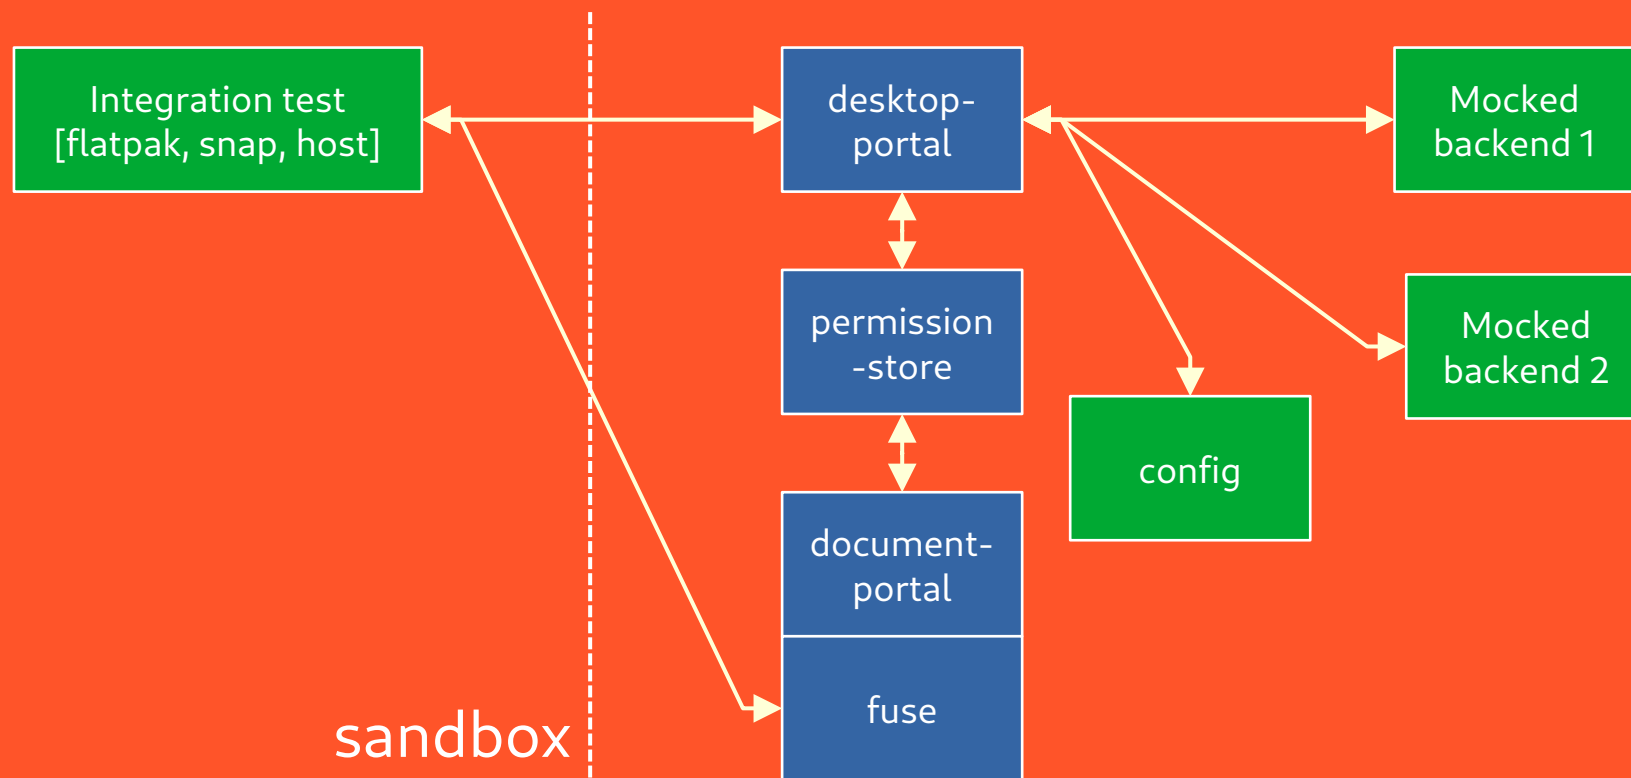 Integration test
[flatpak, snap, host]
desktop-
portal
Mocked
backend 1
permission
-store
Mocked
backend 2
config
document-
portal
fuse
sandbox